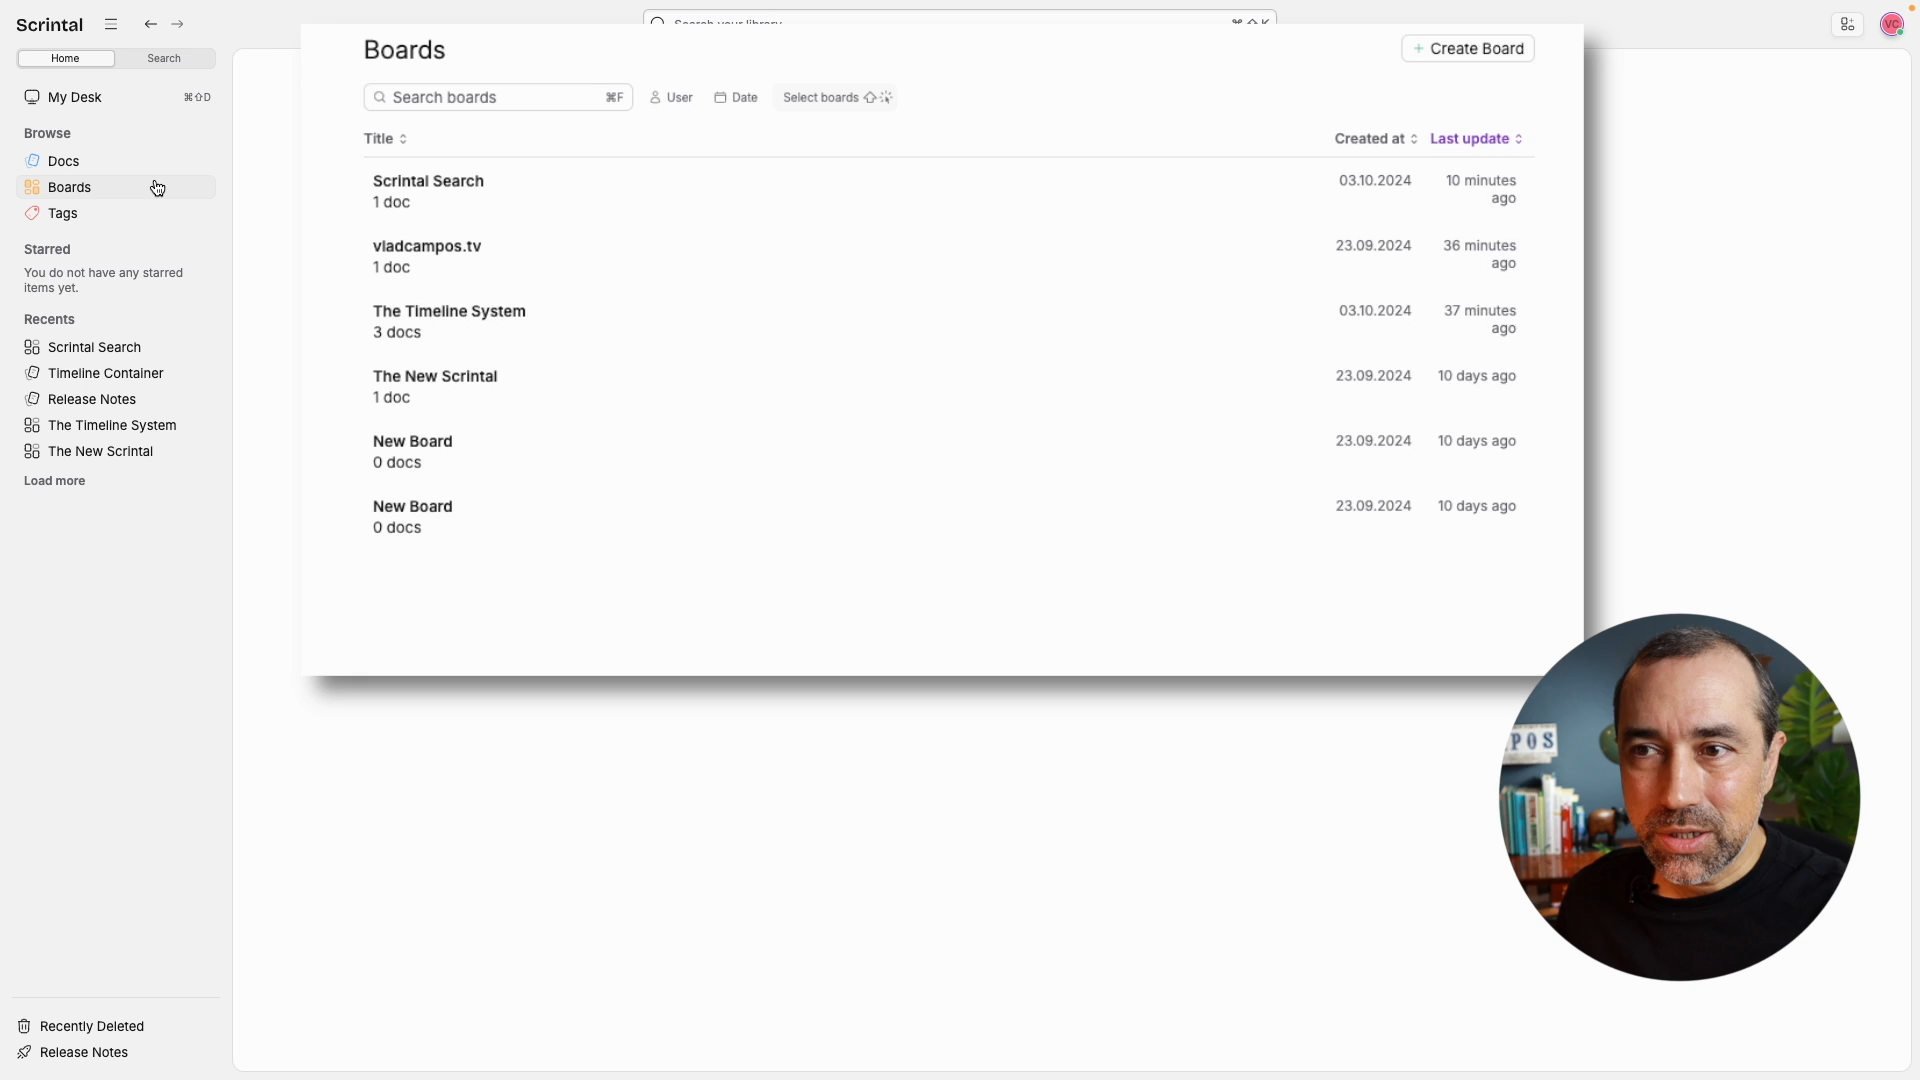 Scrintal
Home
Search
My Desk
⌘⇧D
Browse
Docs
Boards
Tags
Starred
You do not have any starred
items yet.
Recents
Scrintal Search
Timeline Container
Release Notes
The Timeline System
The New Scrintal
Load more
Recently Deleted
Release Notes
Search your library
⌘⇧K
VC
Boards
+ Create Board
Search boards
⌘F
User
Date
Select boards
Title
Created at
Last update
Scrintal Search
1 doc
03.10.2024
10 minutes
ago
vladcampos.tv
1 doc
23.09.2024
36 minutes
ago
The Timeline System
3 docs
03.10.2024
37 minutes
ago
The New Scrintal
1 doc
23.09.2024
10 days ago
New Board
0 docs
23.09.2024
10 days ago
New Board
0 docs
23.09.2024
10 days ago
POS